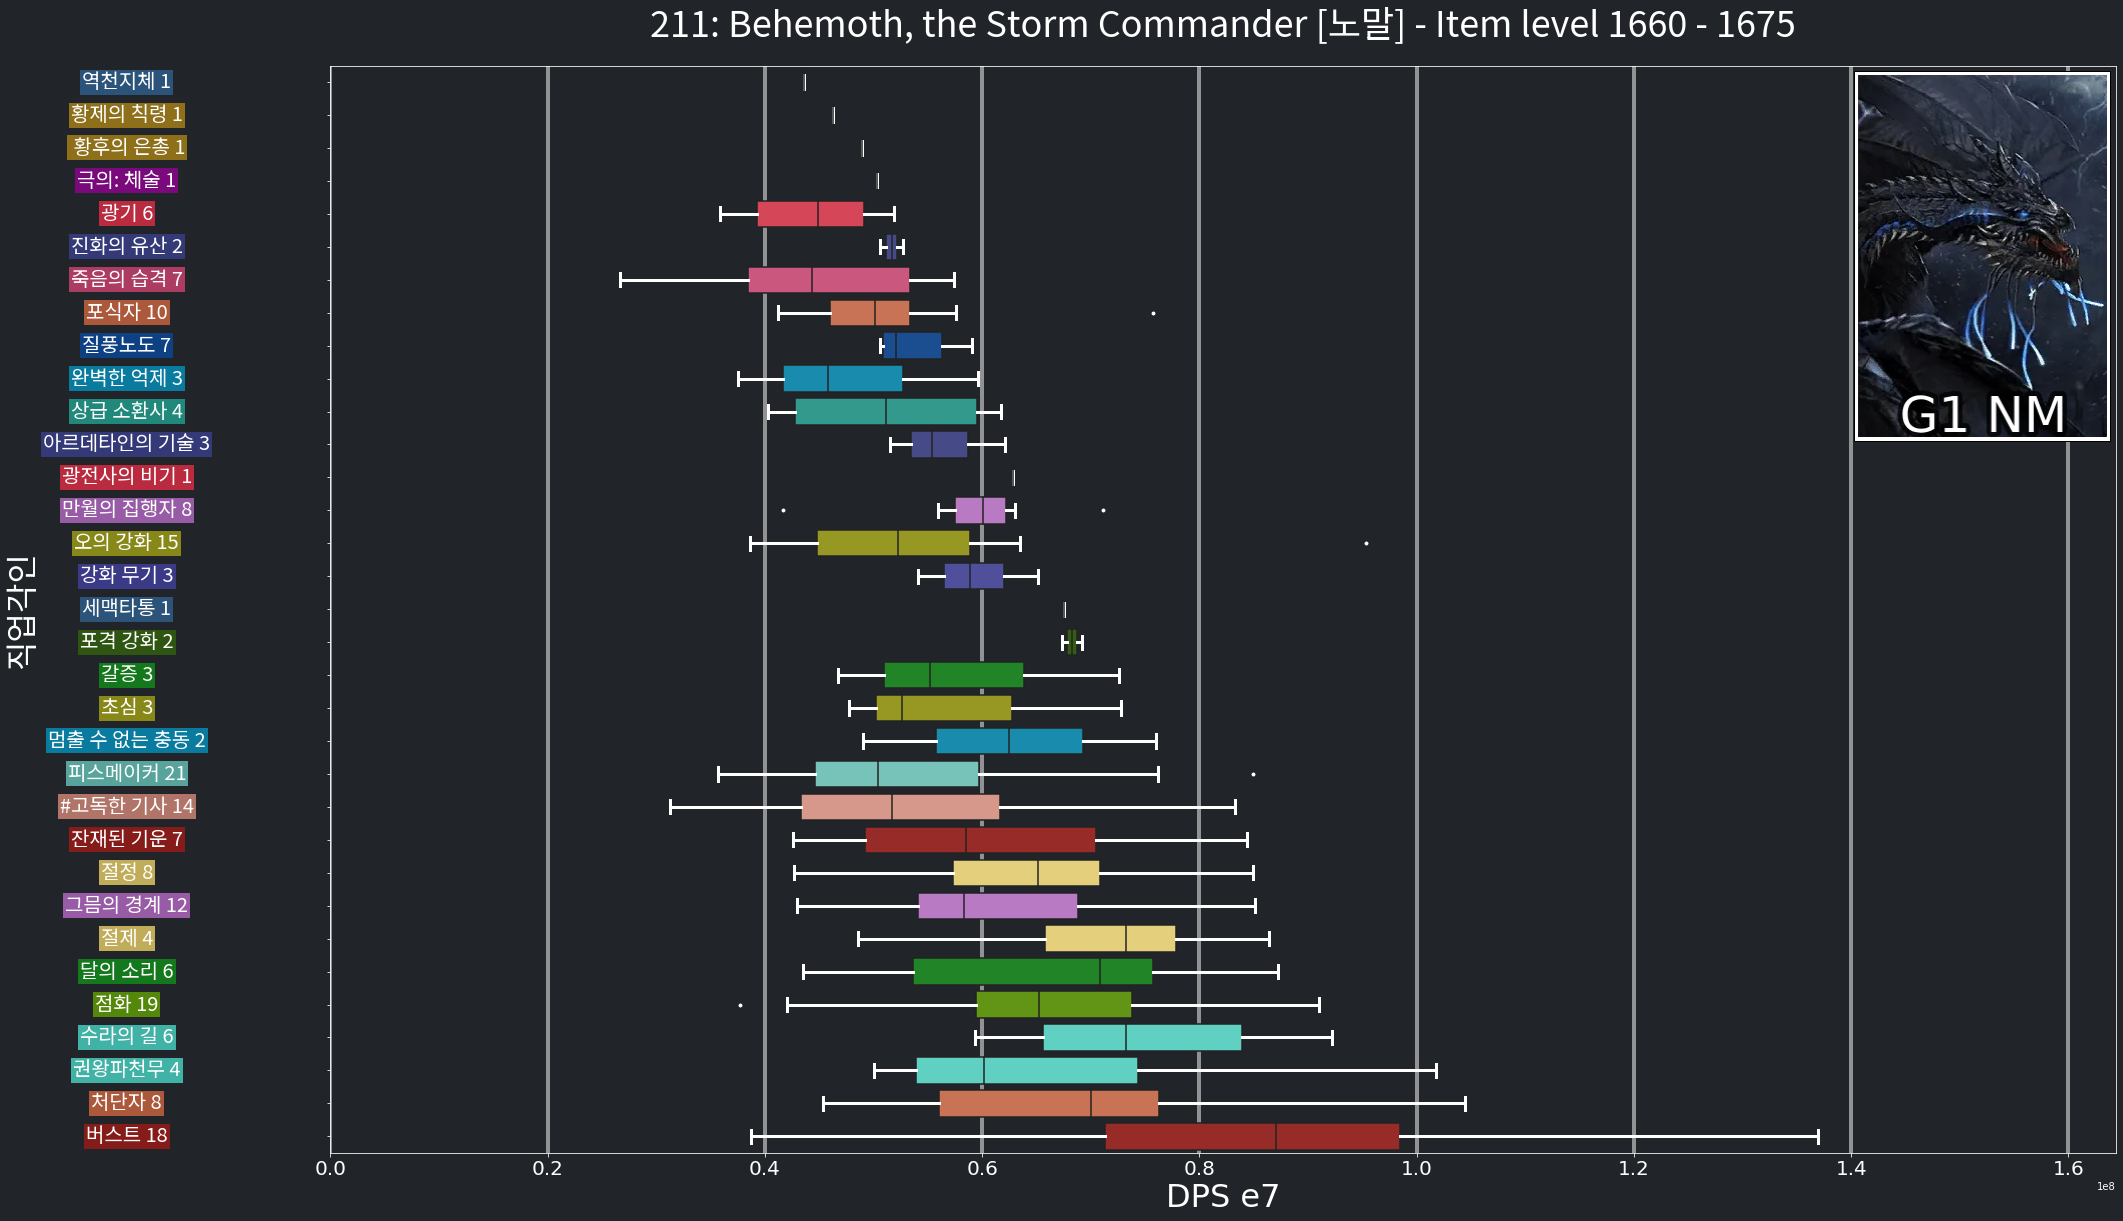 211: Behemoth, the Storm Commander [노말] - Item level 1660 - 1675
역천지체 1
황제의 칙령 1
황후의 은총 1
극의: 체술 1
광기 6
진화의 유산 2
죽음의 습격 7
포식자 10
질풍노도 7
완벽한 억제 3
상급 소환사 4
아르데타인의 기술 3
광전사의 비기 1
만월의 집행자 8
오의 강화 15
강화 무기 3
세맥타통 1
포격 강화 2
갈증 3
초심 3
멈출 수 없는 충동 2
피스메이커 21
#고독한 기사 14
잔재된 기운 7
절정 8
그믐의 경계 12
절제 4
달의 소리 6
점화 19
수라의 길 6
권왕파천무 4
처단자 8
버스트 18
직업각인
G1 NM
0.0 0.2 0.4 0.6 0.8 1.0 1.2 1.4 1.6
1e8
DPS e7